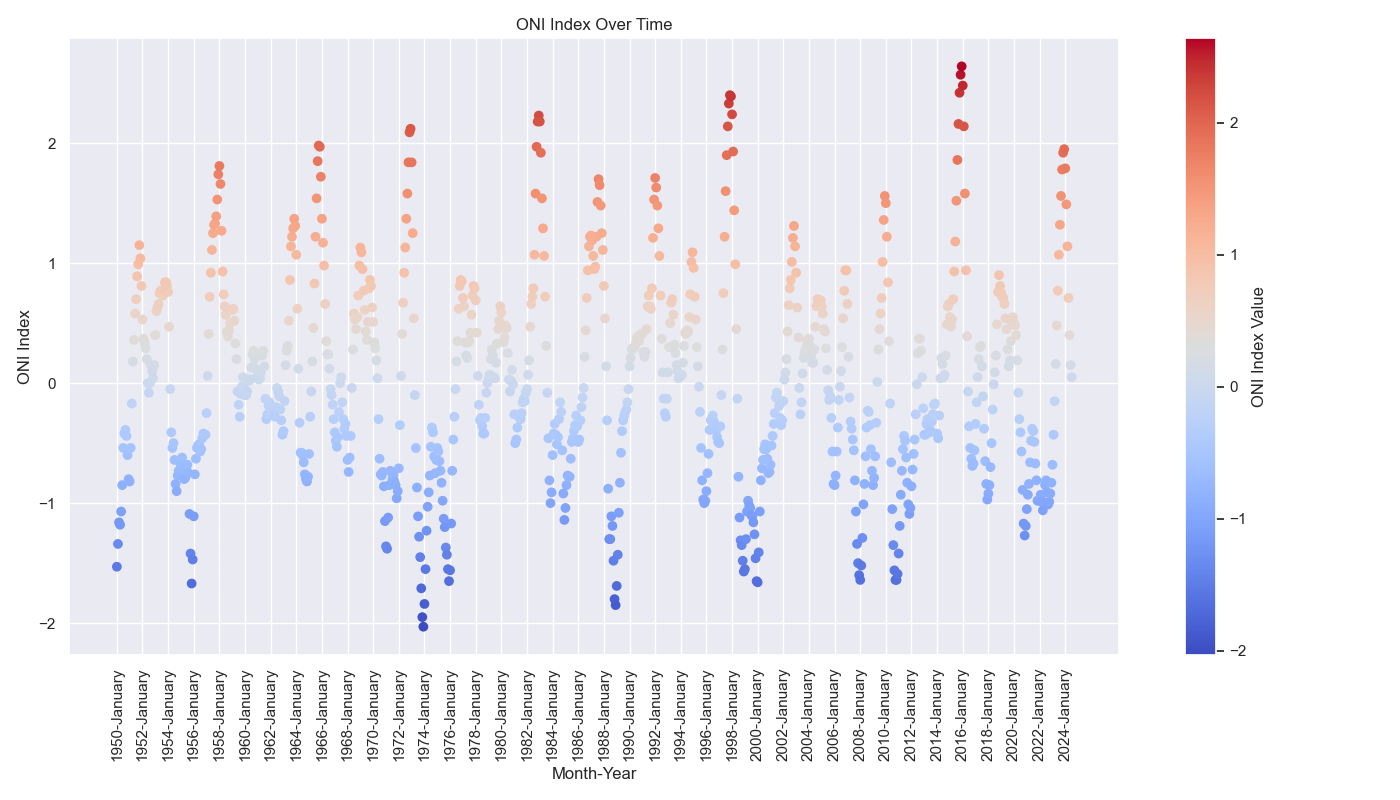 ONI Index Over Time
ONI Index
2
1
0
−1
−2
1950-January
1952-January
1954-January
1956-January
1958-January
1960-January
1962-January
1964-January
1966-January
1968-January
1970-January
1972-January
1974-January
1976-January
1978-January
1980-January
1982-January
1984-January
1986-January
1988-January
1990-January
1992-January
1994-January
1996-January
1998-January
2000-January
2002-January
2004-January
2006-January
2008-January
2010-January
2012-January
2014-January
2016-January
2018-January
2020-January
2022-January
2024-January
Month-Year
2
1
0
−1
−2
ONI Index Value